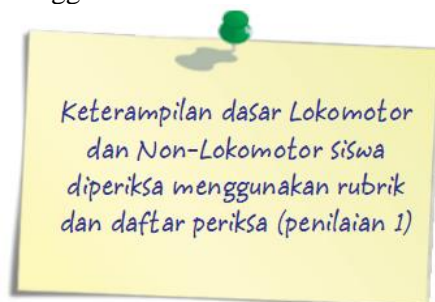 Keterampilan dasar Lokomotor
dan Non-Lokomotor siswa
diperiksa menggunakan rubrik
dan daftar periksa (penilaian 1)